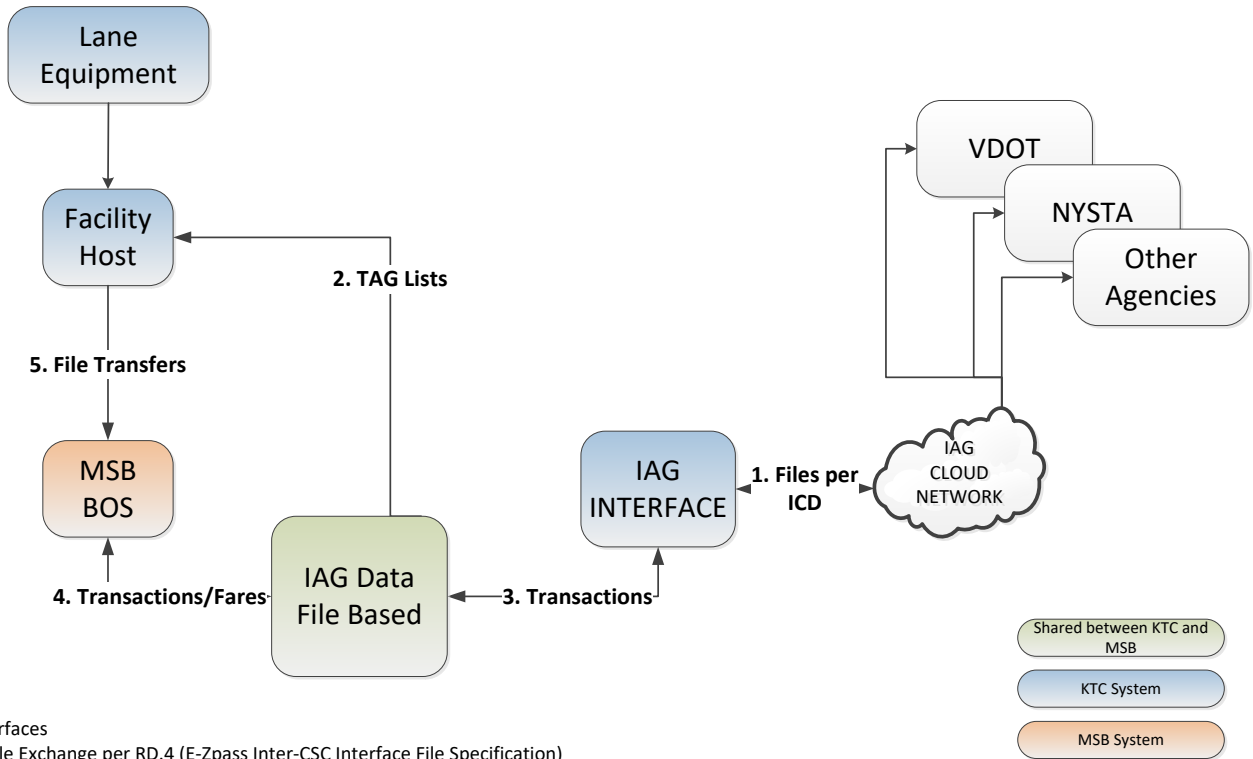 Lane
Equipment
VDOT
NYSTA
Other
Agencies
Facility
Host
2. TAG Lists
5. File Transfers
MSB
BOS
IAG
INTERFACE
1. Files per
ICD
IAG
CLOUD
NETWORK
IAG Data
File Based
4. Transactions/Fares
3. Transactions
Shared between KTC and
MSB
KTC System
MSB System
rfaces
le Exchange per RD.4 (E-Zpass Inter-CSC Interface File Specification)